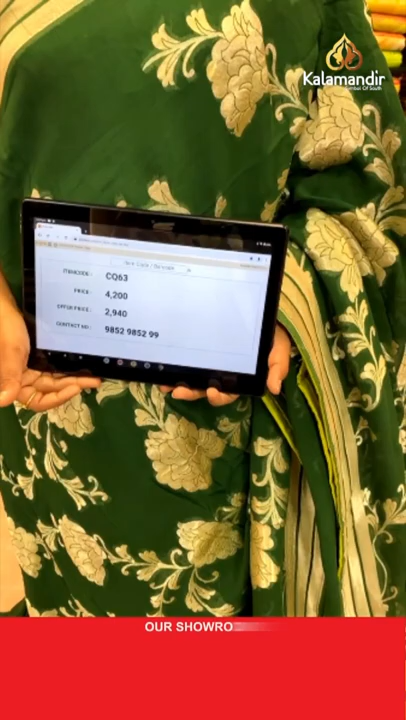 Kalamandir
ITEMCODE : CQ63
PRICE : 4,200
OFFER PRICE : 2,940
CONTACT NO : 9852 9852 99
OUR SHOWRO